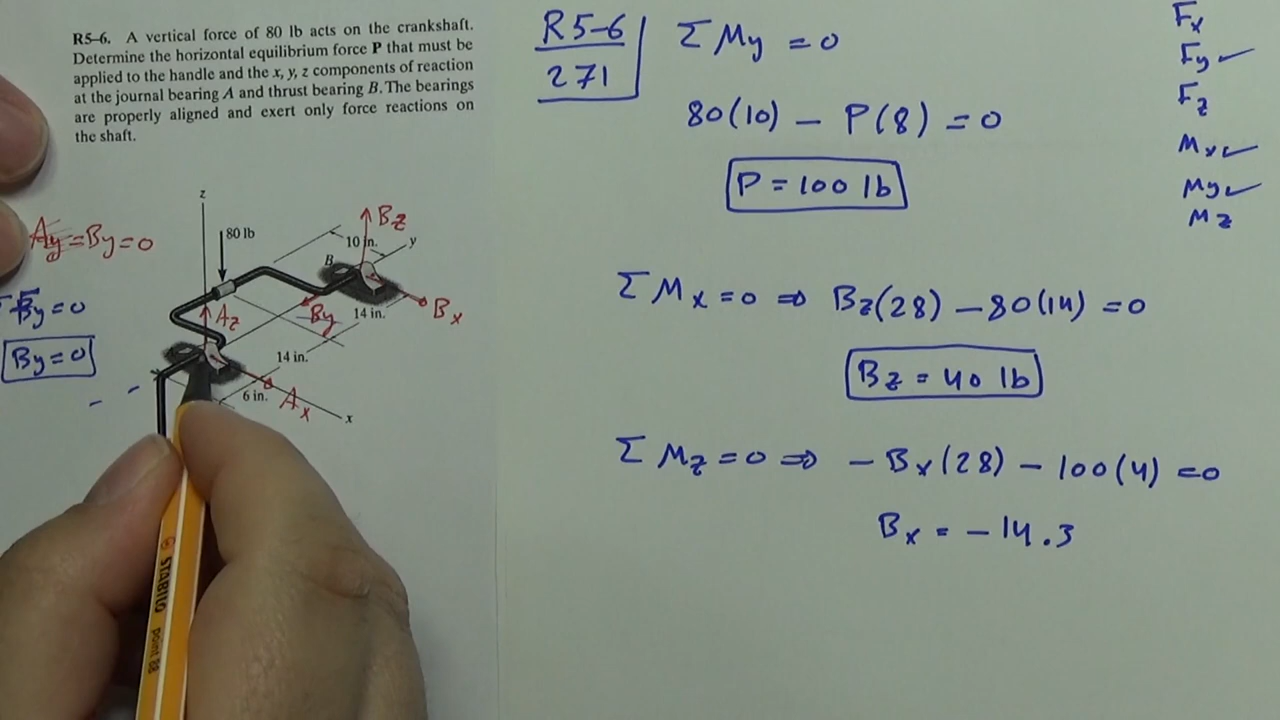 R5–6. A vertical force of 80 lb acts on the crankshaft.
Determine the horizontal equilibrium force P that must be
applied to the handle and the x, y, z components of reaction
at the journal bearing A and thrust bearing B. The bearings
are properly aligned and exert only force reactions on
the shaft.
z
80 lb
10 in.
y
B
Bz
Bx
By
14 in.
Az
14 in.
6 in.
Ax
x
Ay=By=0
Fy=0
By=0
R5-6
271
ΣMy = 0
80(10) - P(8) = 0
P = 100 lb
ΣMx=0 ⇒ Bz(28) - 80(14) = 0
Bz = 40 lb
ΣMz=0 ⇒ - Bx(28) - 100(4) = 0
Bx = -14.3
Fx
Fy ✓
Fz
Mx ✓
My ✓
Mz
STABILO point 88